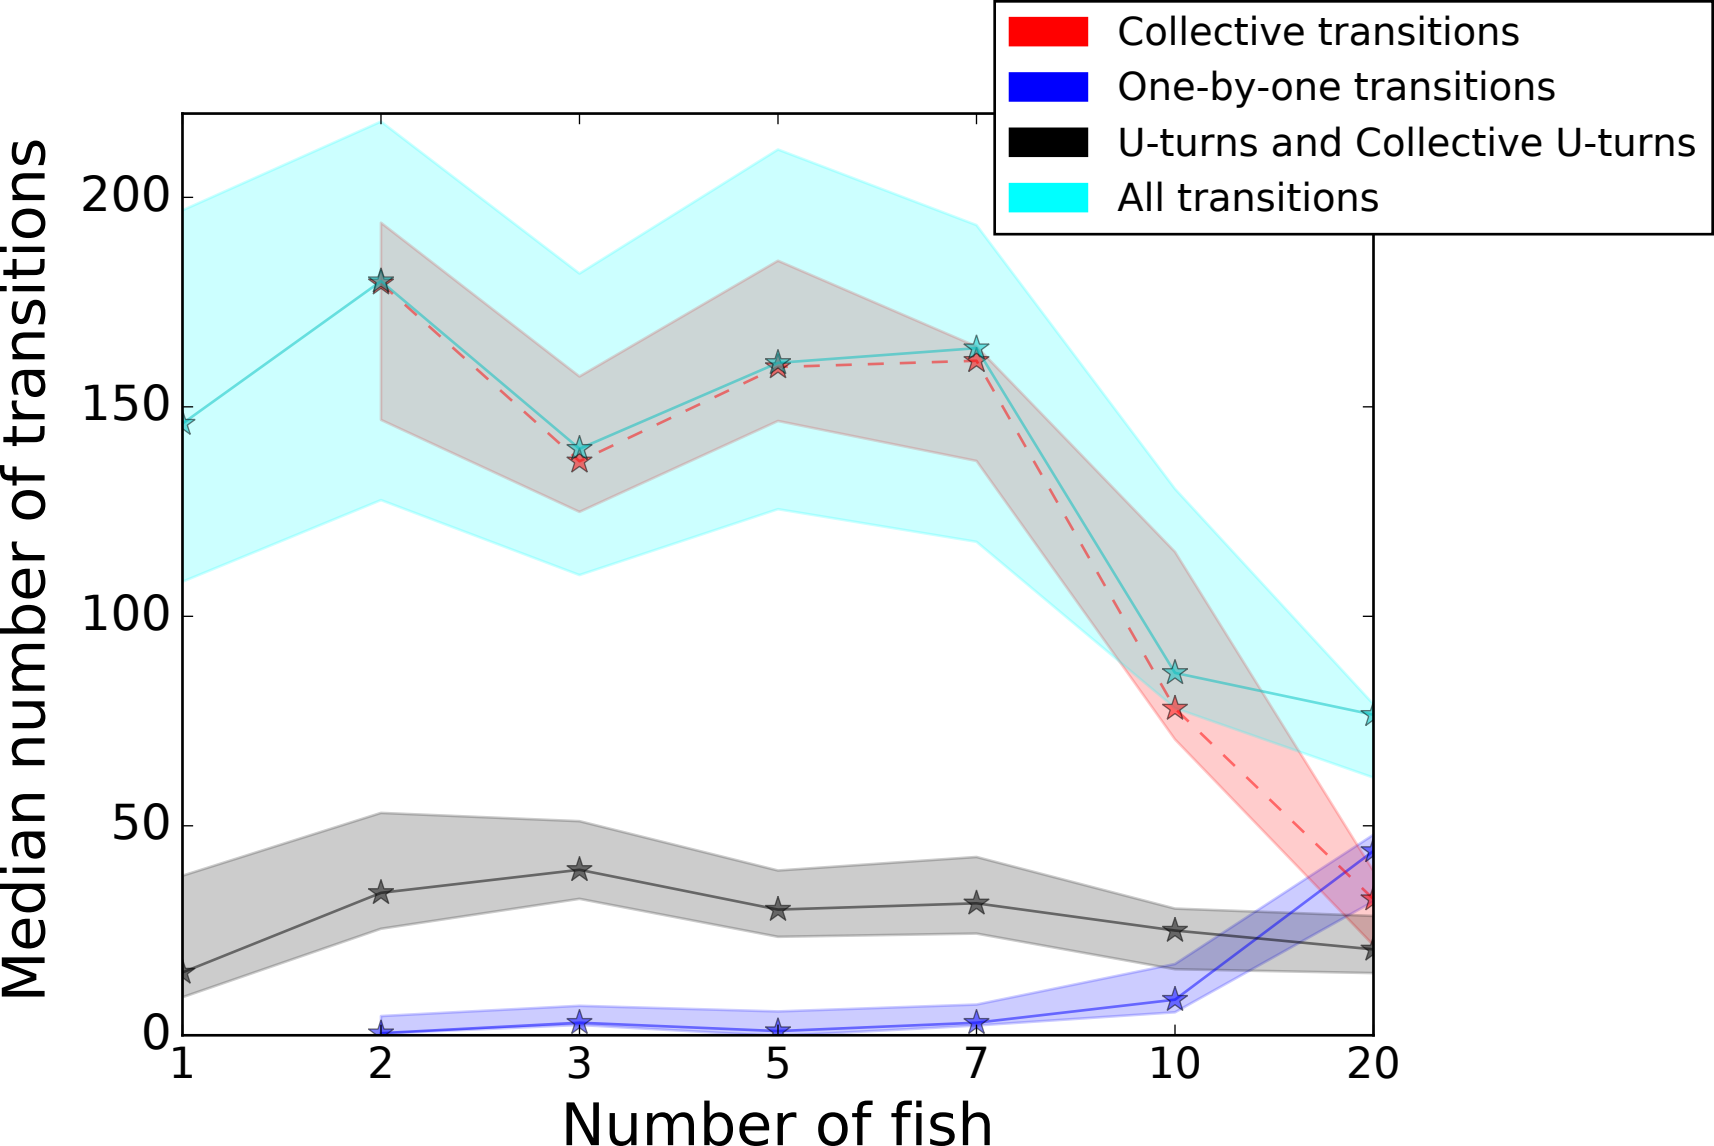 Collective transitions
One-by-one transitions
U-turns and Collective U-turns
All transitions
Median number of transitions
200
150
100
50
0
1 2 3 5 7 10 20
Number of fish